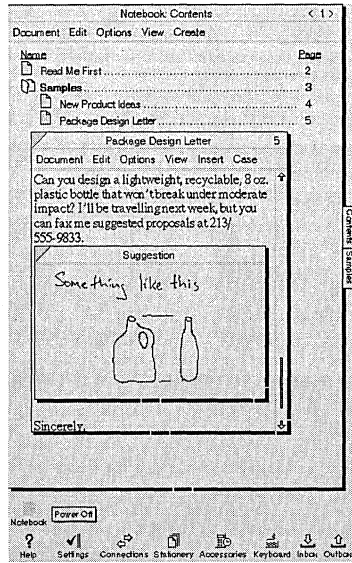 Notebook: Contents < 1 >
Document Edit Options View Create
Name Page
Read Me First 2
Samples 3
New Product Ideas 4
Package Design Letter 5
Package Design Letter 5
Document Edit Options View Insert Case
Can you design a lightweight, recyclable, 8 oz.
plastic bottle that won't break under moderate
impact? I'll be travelling next week, but you
can fax me suggested proposals at 213/
555-9833.
Suggestion
Something like this
Sincerely,
Contents Samples
Notebook Power Off
Help Settings Connections Stationery Accessories Keyboard Inbox Outbox